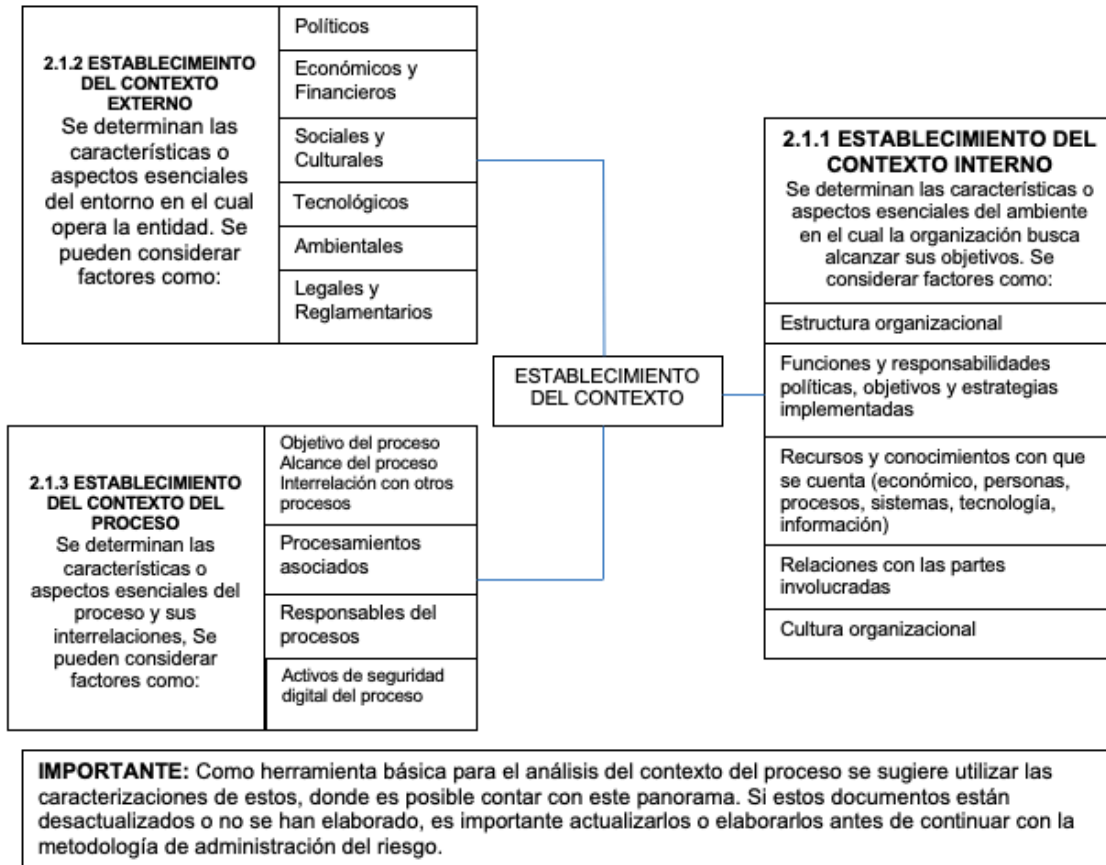 2.1.2 ESTABLECIMEINTO
DEL CONTEXTO
EXTERNO
Se determinan las
características o
aspectos esenciales
del entorno en el cual
opera la entidad. Se
pueden considerar
factores como:
Políticos
Económicos y
Financieros
Sociales y
Culturales
Tecnológicos
Ambientales
Legales y
Reglamentarios
ESTABLECIMIENTO
DEL CONTEXTO
2.1.1 ESTABLECIMIENTO DEL
CONTEXTO INTERNO
Se determinan las características o
aspectos esenciales del ambiente
en el cual la organización busca
alcanzar sus objetivos. Se
considerar factores como:
Estructura organizacional
Funciones y responsabilidades
políticas, objetivos y estrategias
implementadas
Recursos y conocimientos con que
se cuenta (económico, personas,
procesos, sistemas, tecnología,
información)
Relaciones con las partes
involucradas
Cultura organizacional
2.1.3 ESTABLECIMIENTO
DEL CONTEXTO DEL
PROCESO
Se determinan las
características o
aspectos esenciales del
proceso y sus
interrelaciones, Se
pueden considerar
factores como:
Objetivo del proceso
Alcance del proceso
Interrelación con otros
procesos
Procesamientos
asociados
Responsables del
procesos
Activos de seguridad
digital del proceso
IMPORTANTE: Como herramienta básica para el análisis del contexto del proceso se sugiere utilizar las
caracterizaciones de estos, donde es posible contar con este panorama. Si estos documentos están
desactualizados o no se han elaborado, es importante actualizarlos o elaborarlos antes de continuar con la
metodología de administración del riesgo.